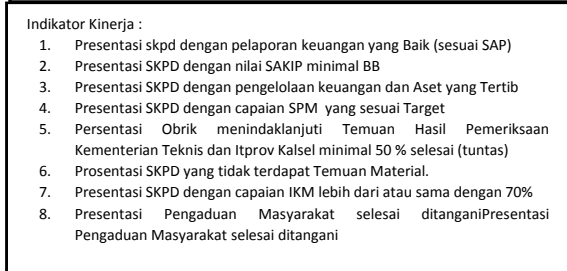 Indikator Kinerja :
1. Presentasi skpd dengan pelaporan keuangan yang Baik (sesuai SAP)
2. Presentasi SKPD dengan nilai SAKIP minimal BB
3. Presentasi SKPD dengan pengelolaan keuangan dan Aset yang Tertib
4. Presentasi SKPD dengan capaian SPM yang sesuai Target
5. Persentasi Obrik menindaklanjuti Temuan Hasil Pemeriksaan
Kementerian Teknis dan Itprov Kalsel minimal 50 % selesai (tuntas)
6. Prosentasi SKPD yang tidak terdapat Temuan Material.
7. Presentasi SKPD dengan capaian IKM lebih dari atau sama dengan 70%
8. Presentasi Pengaduan Masyarakat selesai ditanganiPresentasi
Pengaduan Masyarakat selesai ditangani